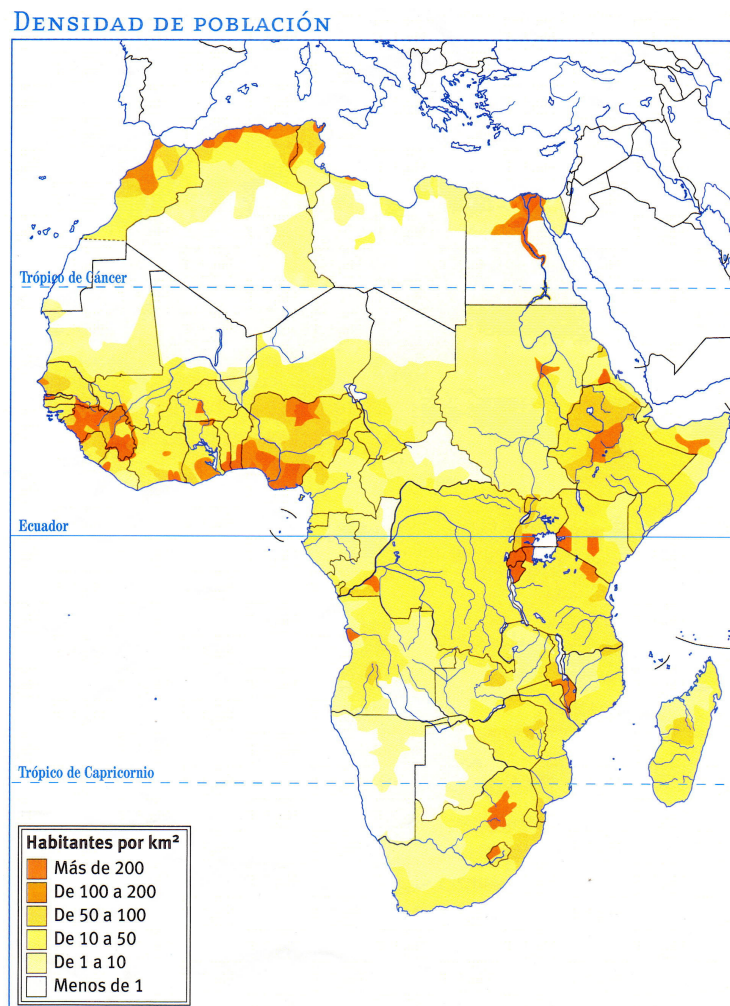 DENSIDAD DE POBLACIÓN
Trópico de Cáncer
Ecuador
Trópico de Capricornio
Habitantes por km²
Más de 200
De 100 a 200
De 50 a 100
De 10 a 50
De 1 a 10
Menos de 1